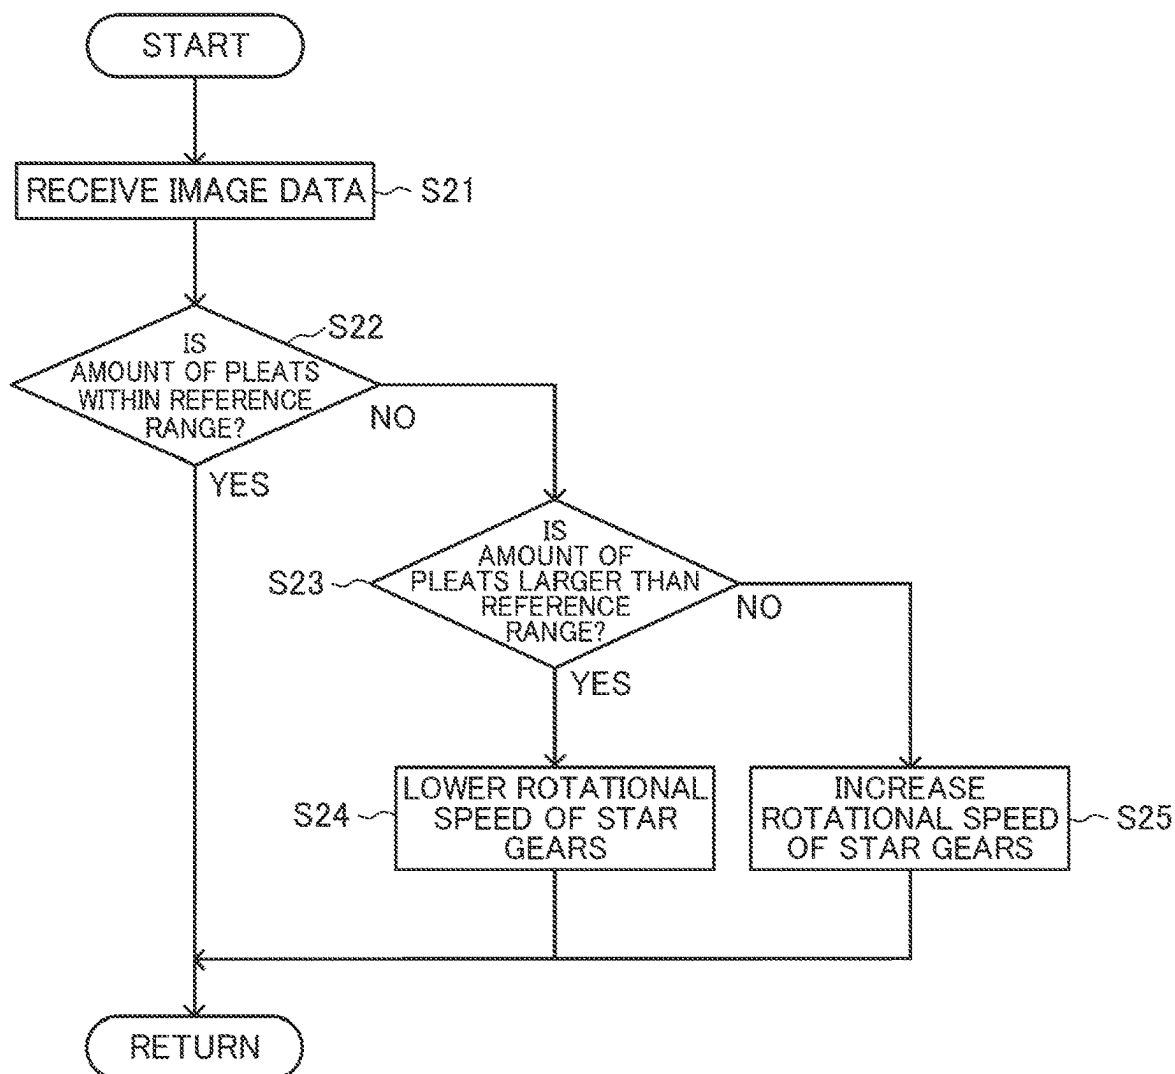 START
RECEIVE IMAGE DATA
S21
S22
IS
AMOUNT OF PLEATS
WITHIN REFERENCE
RANGE?
NO
YES
S23
IS
AMOUNT OF
PLEATS LARGER THAN
REFERENCE
RANGE?
NO
YES
S24
LOWER ROTATIONAL
SPEED OF STAR
GEARS
INCREASE
ROTATIONAL SPEED
OF STAR GEARS
S25
RETURN